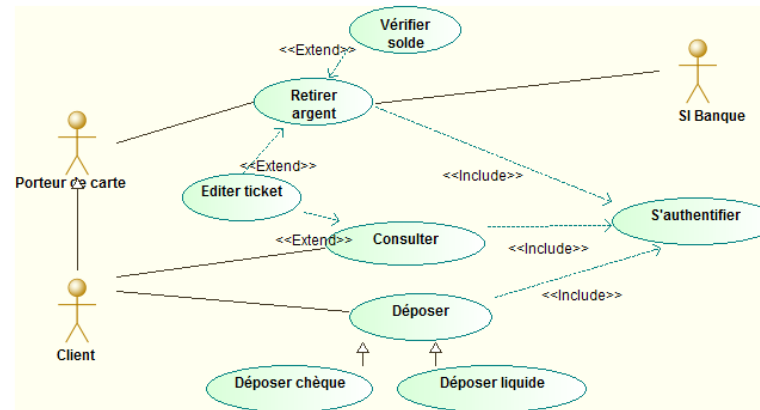 Vérifier
solde
<<Extend>>
Retirer
argent
SI Banque
Porteur de carte
<<Extend>>
Editer ticket
<<Include>>
S'authentifier
<<Extend>>
Consulter
<<Include>>
<<Include>>
Déposer
Client
Déposer chèque
Déposer liquide